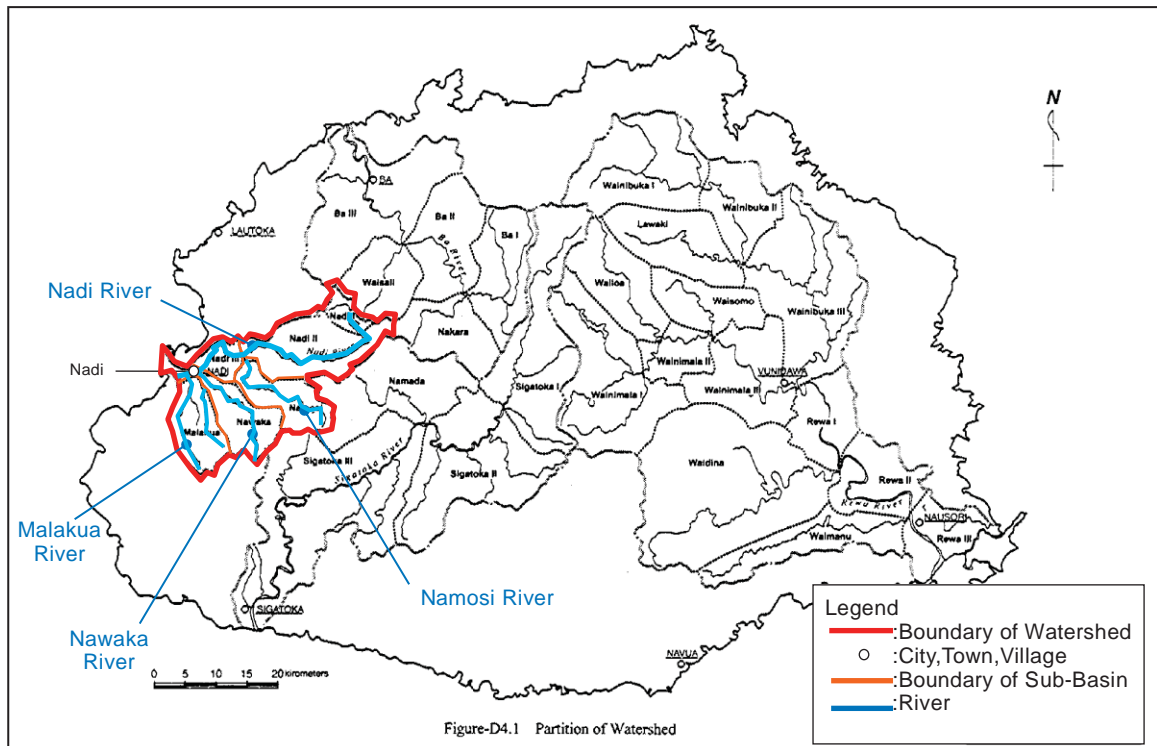 N
BA
Wainibuka I
Wainibuka II
Ba III
Ba II
Ba I
LAUTOKA
Lawaki
Ba River
Wailoa
Waisali
Nadi River
Waisomo
Wainibuka III
Nadi II
Nadi River
Nakara
Nadi III
Nadi
NADI
Wainimala II
VUNIDAWA
Namada
Sigatoka I
Wainimala I
Wainimala III
Nawaka
Malakua
Rewa I
Sigatoka III
Sigatoka River
Sigatoka II
Waidina
Rewa II
Rewa River
NAUSORI
Malakua
River
Waimanu
Rewa III
Namosi River
SIGATOKA
Nawaka
River
NAVUA
0 5 10 15 20 kirometers
Legend
:Boundary of Watershed
:City,Town,Village
:Boundary of Sub-Basin
:River
Figure-D4.1 Partition of Watershed